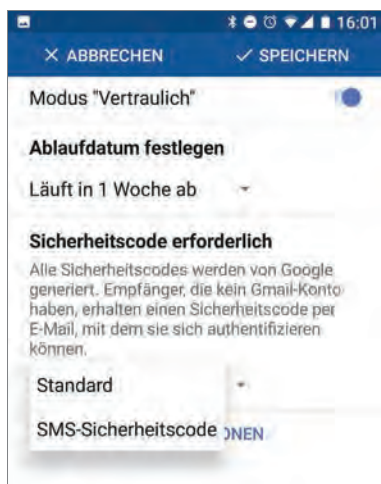 16:01
× ABBRECHEN ✓ SPEICHERN
Modus "Vertraulich"
Ablaufdatum festlegen
Läuft in 1 Woche ab
Sicherheitscode erforderlich
Alle Sicherheitscodes werden von Google
generiert. Empfänger, die kein Gmail-Konto
haben, erhalten einen Sicherheitscode per
E-Mail, mit dem sie sich authentifizieren
können.
Standard
SMS-Sicherheitscode